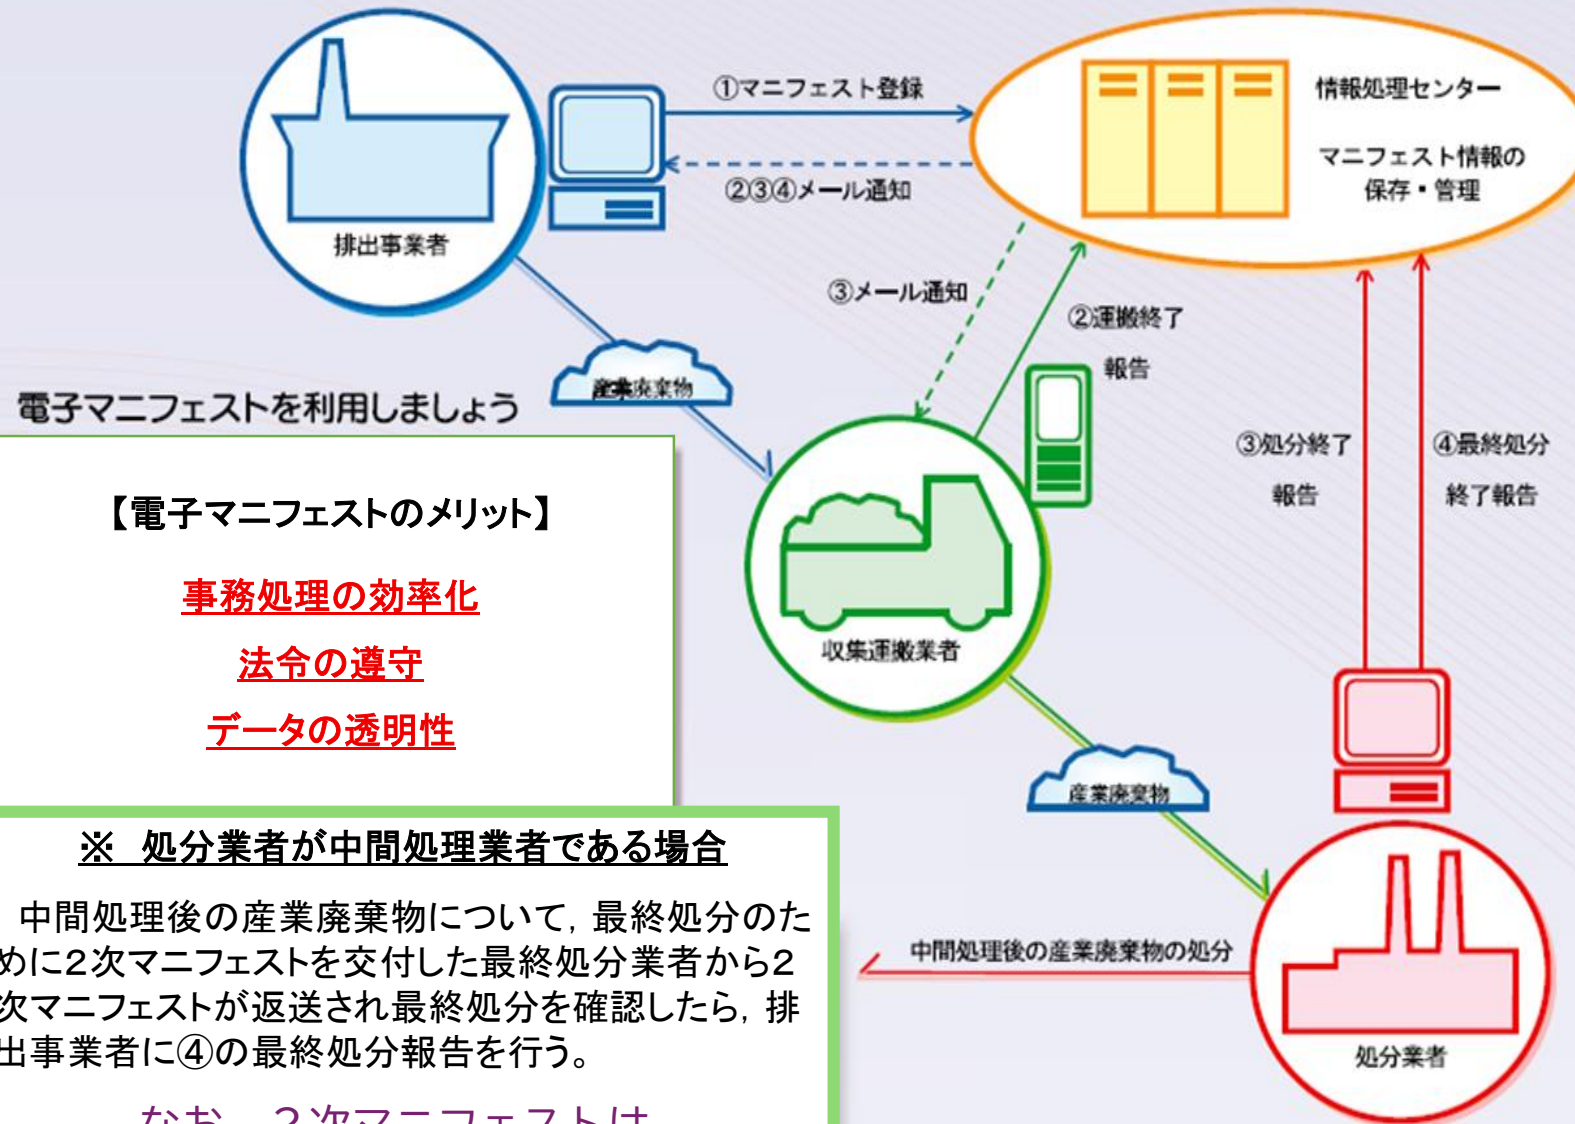 ①マニフェスト登録
②③④メール通知
情報処理センター
マニフェスト情報の
保存・管理
排出事業者
③メール通知
②運搬終了
報告
産業廃棄物
電子マニフェストを利用しましょう
③処分終了
報告
④最終処分
終了報告
【電子マニフェストのメリット】
事務処理の効率化
法令の遵守
データの透明性
収集運搬業者
産業廃棄物
※ 処分業者が中間処理業者である場合
中間処理後の産業廃棄物について，最終処分のた
めに２次マニフェストを交付した最終処分業者から２
次マニフェストが返送され最終処分を確認したら，排
出事業者に④の最終処分報告を行う。
中間処理後の産業廃棄物の処分
処分業者
なお，２次マニフェストは